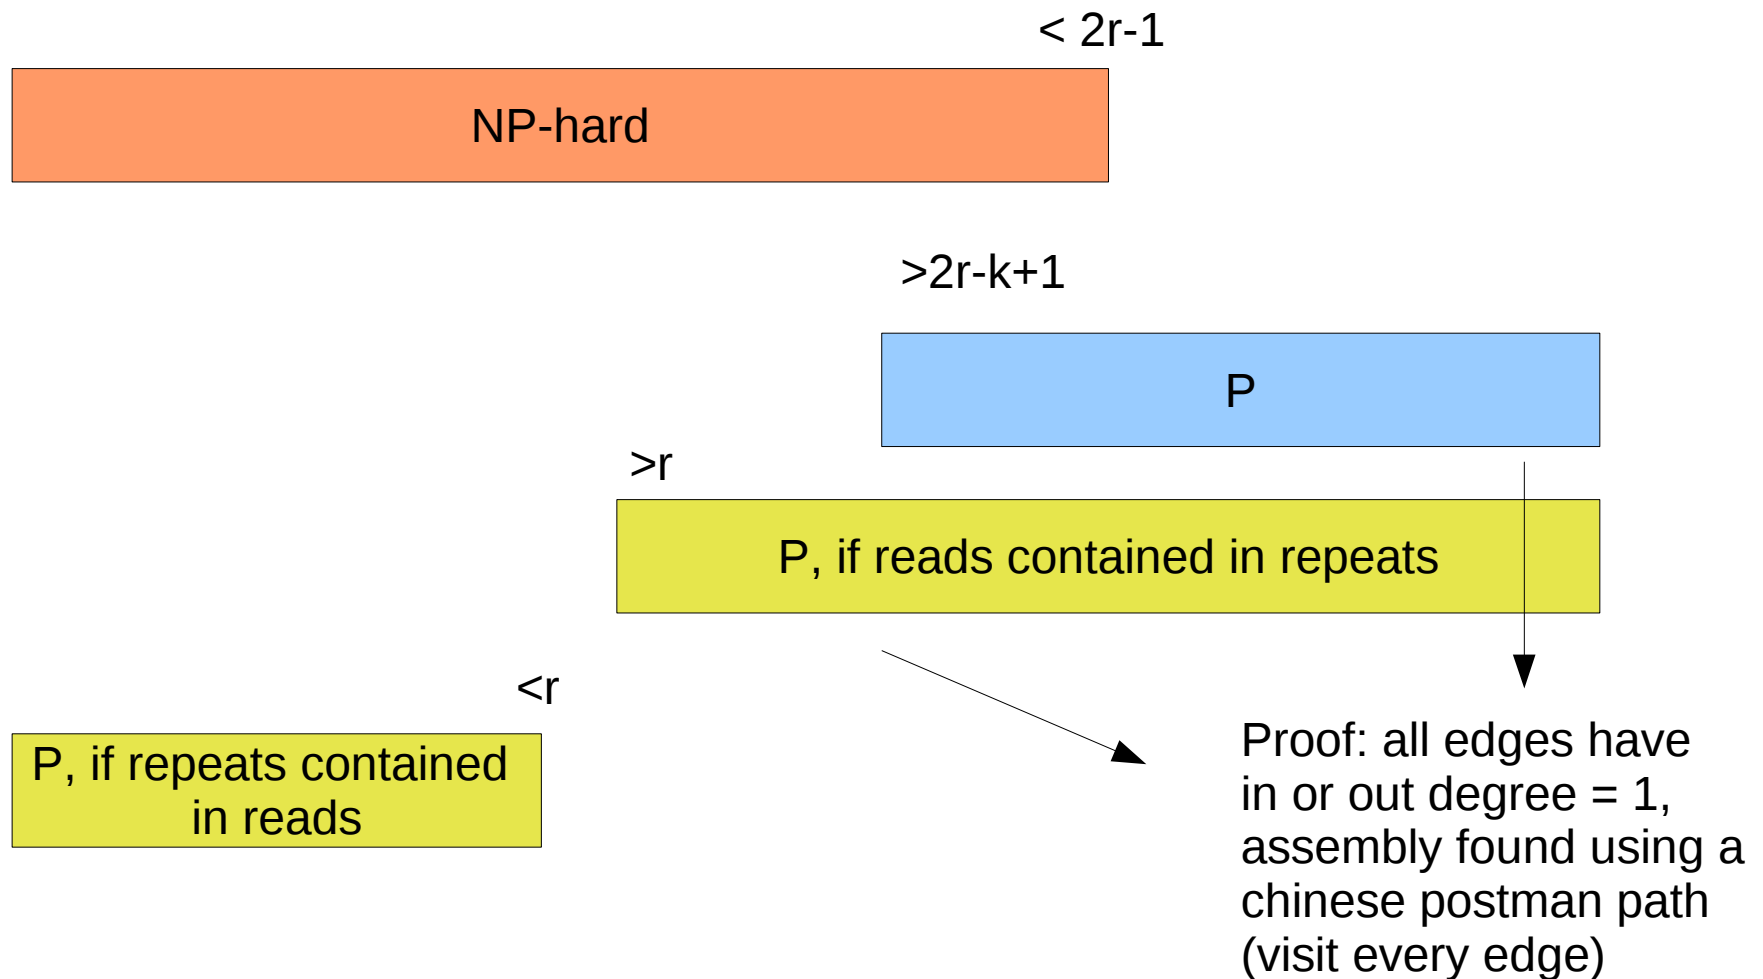 < 2r-1
NP-hard
>2r-k+1
P
>r
P, if reads contained in repeats
<r
P, if repeats contained
in reads
Proof: all edges have
in or out degree = 1,
assembly found using a
chinese postman path
(visit every edge)